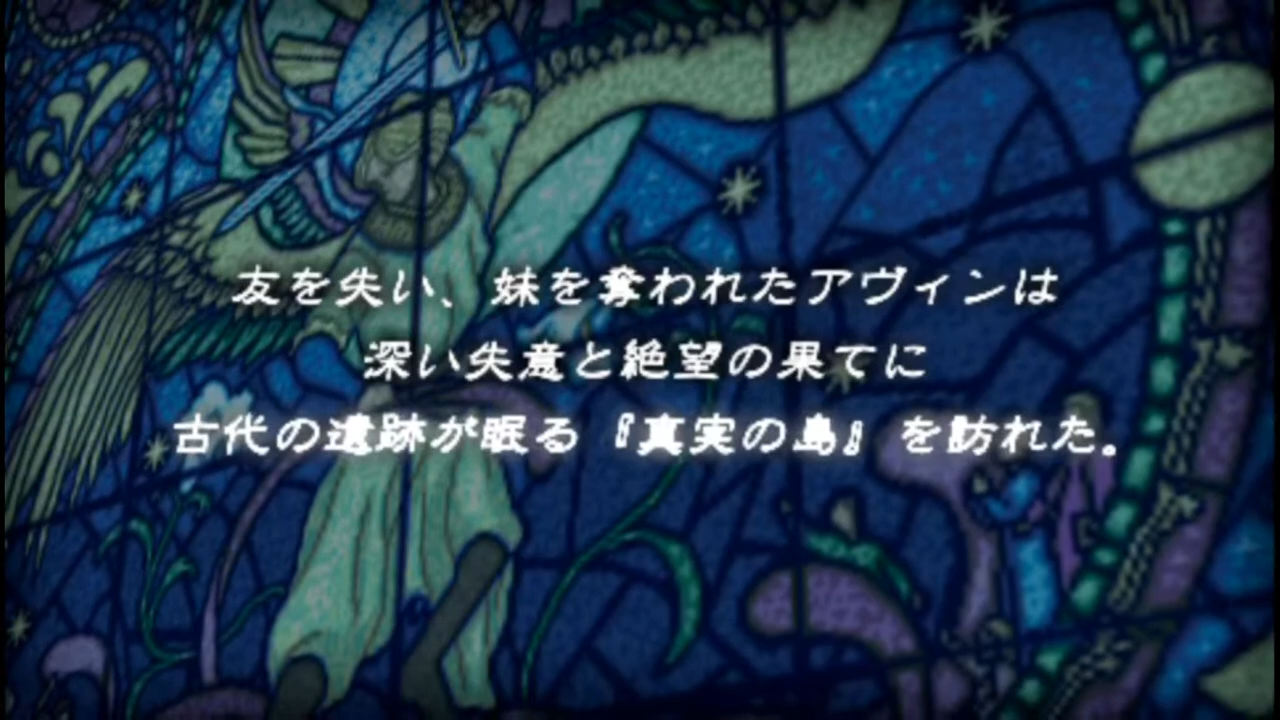 友を失い、妹を奪われたアヴィンは
深い失意と絶望の果てに
古代の遺跡が眠る『真実の島』を訪れた。